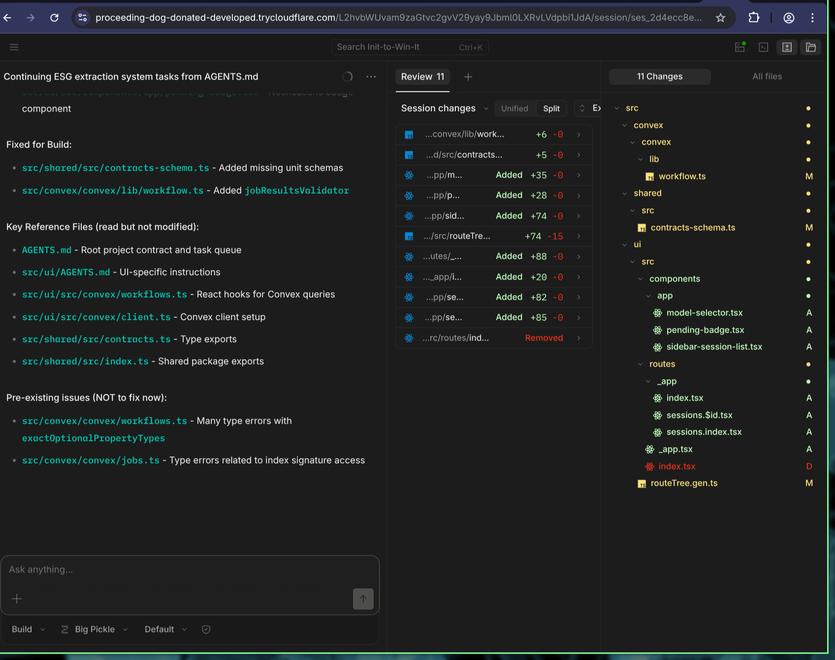 proceeding-dog-donated-developed.trycloudflare.com/L2hvbWUvam9zaGtvc2gvV29yay9Jbml0LXRvLVdpbi1JdA/session/ses_2d4ecc8e...
Search Init-to-Win-It Ctrl+K
Continuing ESG extraction system tasks from AGENTS.md
component
Fixed for Build:
• src/shared/src/contracts-schema.ts - Added missing unit schemas
• src/convex/convex/lib/workflow.ts - Added jobResultsValidator
Key Reference Files (read but not modified):
• AGENTS.md - Root project contract and task queue
• src/ui/AGENTS.md - UI-specific instructions
• src/ui/src/convex/workflows.ts - React hooks for Convex queries
• src/ui/src/convex/client.ts - Convex client setup
• src/shared/src/contracts.ts - Type exports
• src/shared/src/index.ts - Shared package exports
Pre-existing issues (NOT to fix now):
• src/convex/convex/workflows.ts - Many type errors with
exactOptionalPropertyTypes
• src/convex/convex/jobs.ts - Type errors related to index signature access
Ask anything...
Build Big Pickle Default
Review 11
Session changes Unified Split Ex
...convex/lib/work... +6 -0
...d/src/contracts... +5 -0
...pp/m... Added +35 -0
...pp/p... Added +28 -0
...pp/sid... Added +74 -0
.../src/routeTre... +74 -15
...utes/_... Added +88 -0
..._app/i... Added +20 -0
...pp/se... Added +82 -0
...pp/se... Added +85 -0
...rc/routes/ind... Removed
11 Changes All files
src
convex
convex
lib
workflow.ts M
shared
src
contracts-schema.ts M
ui
src
components
app
model-selector.tsx A
pending-badge.tsx A
sidebar-session-list.tsx A
routes
_app
index.tsx A
sessions.$id.tsx A
sessions.index.tsx A
_app.tsx A
index.tsx D
routeTree.gen.ts M